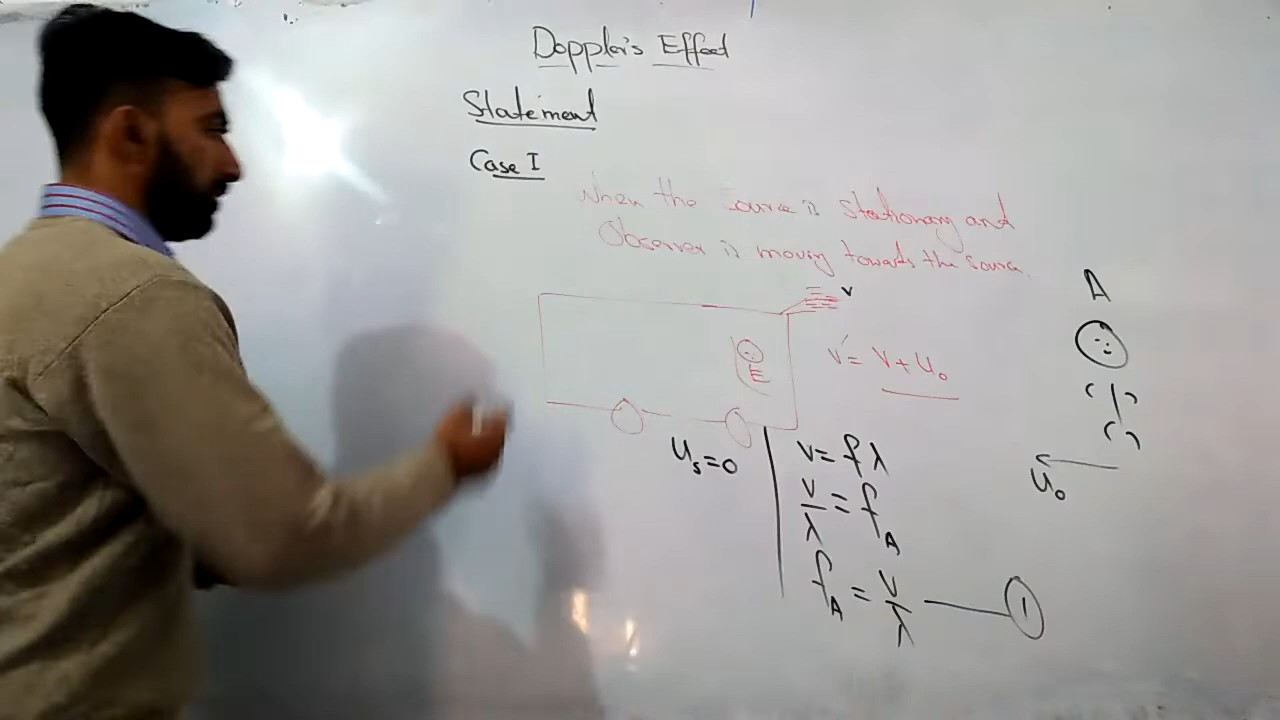 Doppler's Effect
Statement
Case I
When the source is stationary and
Observer is moving towards the source
A
v
v' = v + u₀
uₛ = 0
v = fλ
u₀
v/λ = f_A
f_A = v/λ — ①